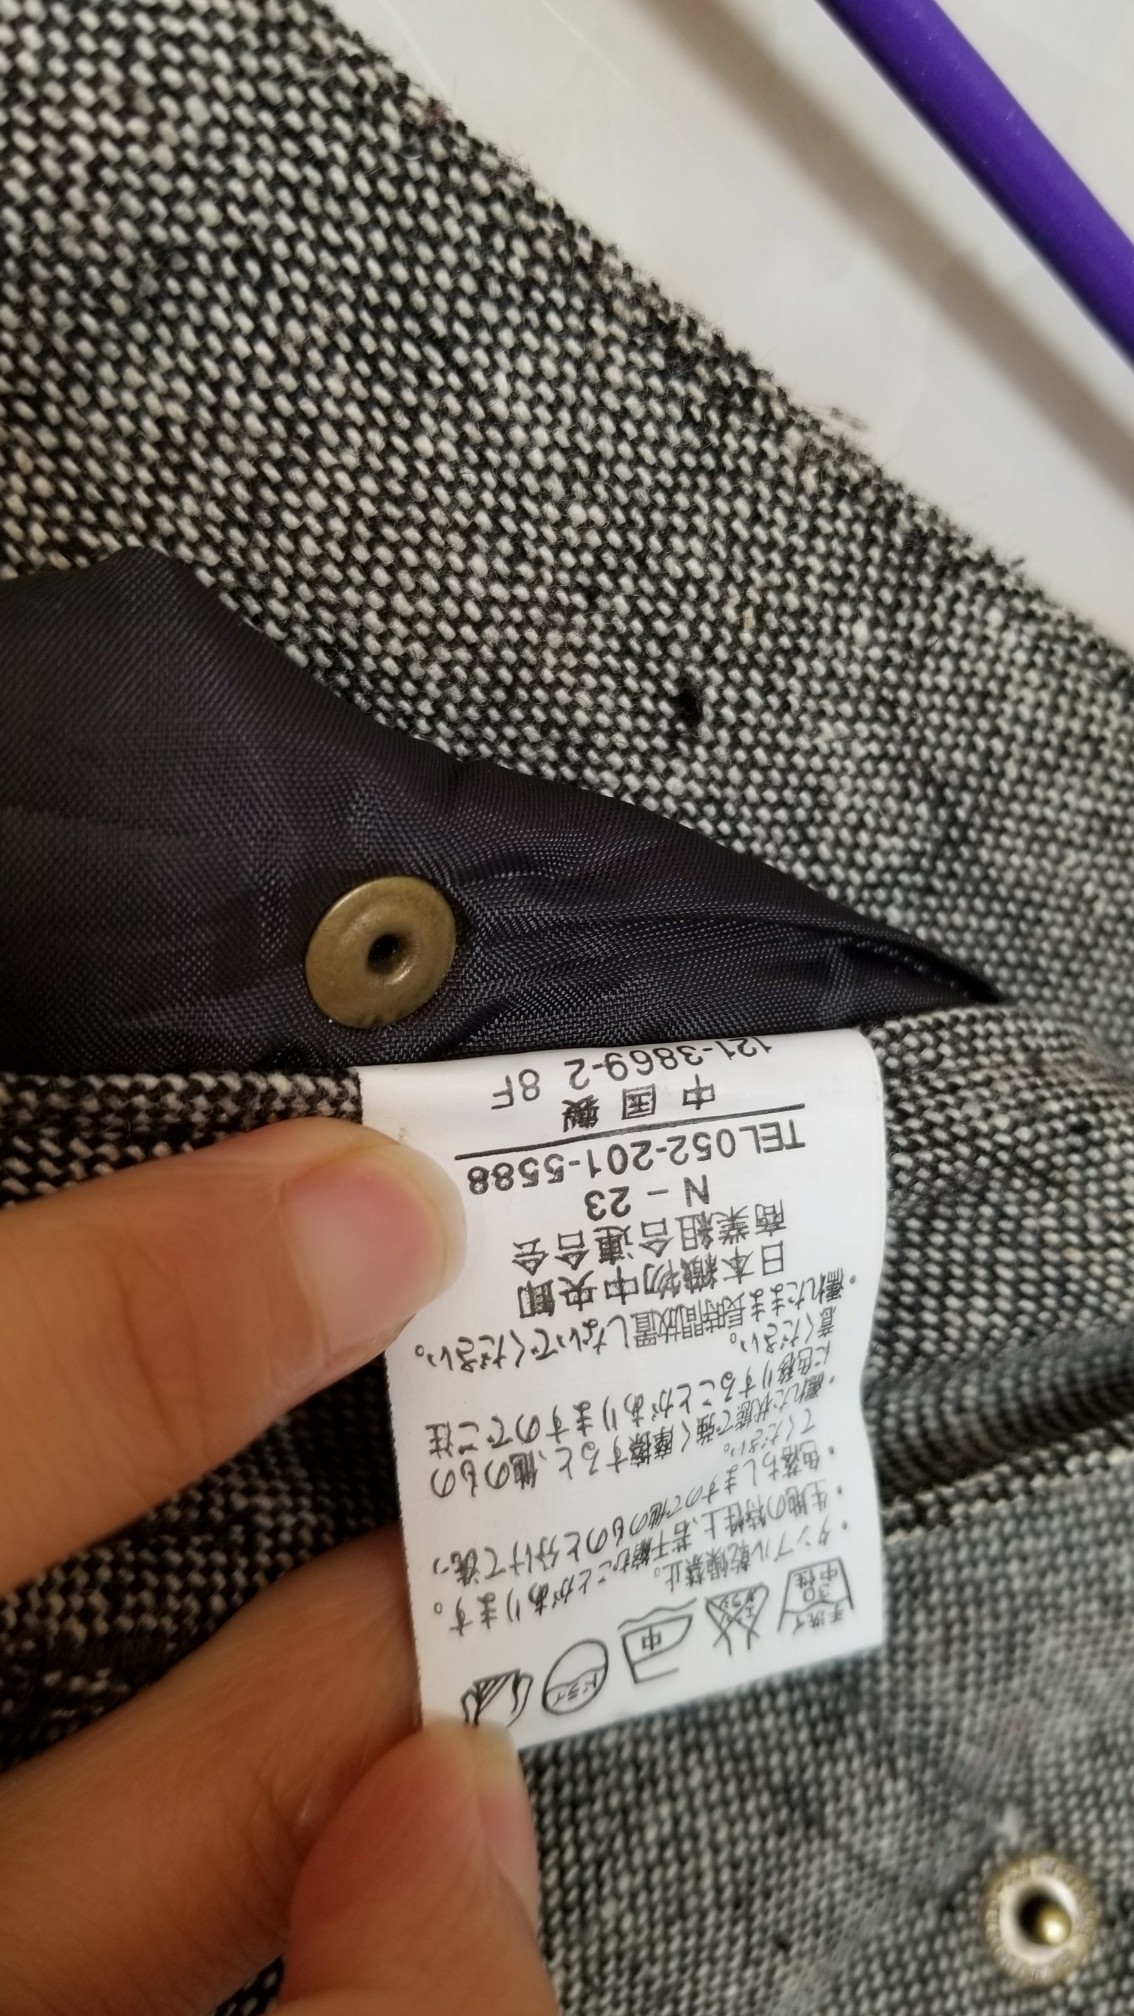 手洗イ
30
中性
エンソ
サラシ
中
ドライ
・タンブル乾燥禁止。
・生地の特性上、若干縮むことがあります。
・色落ちしますので他のものと分けて洗っ
てください。
・濡れた状態で強く摩擦すると、他のもの
に色移りすることがありますのでご注
意ください。
・濡れたまま長時間放置しないでください。
日本織物中央卸
商業組合連合会
N－23
TEL052-201-5588
中国製
121-3869-2 8F